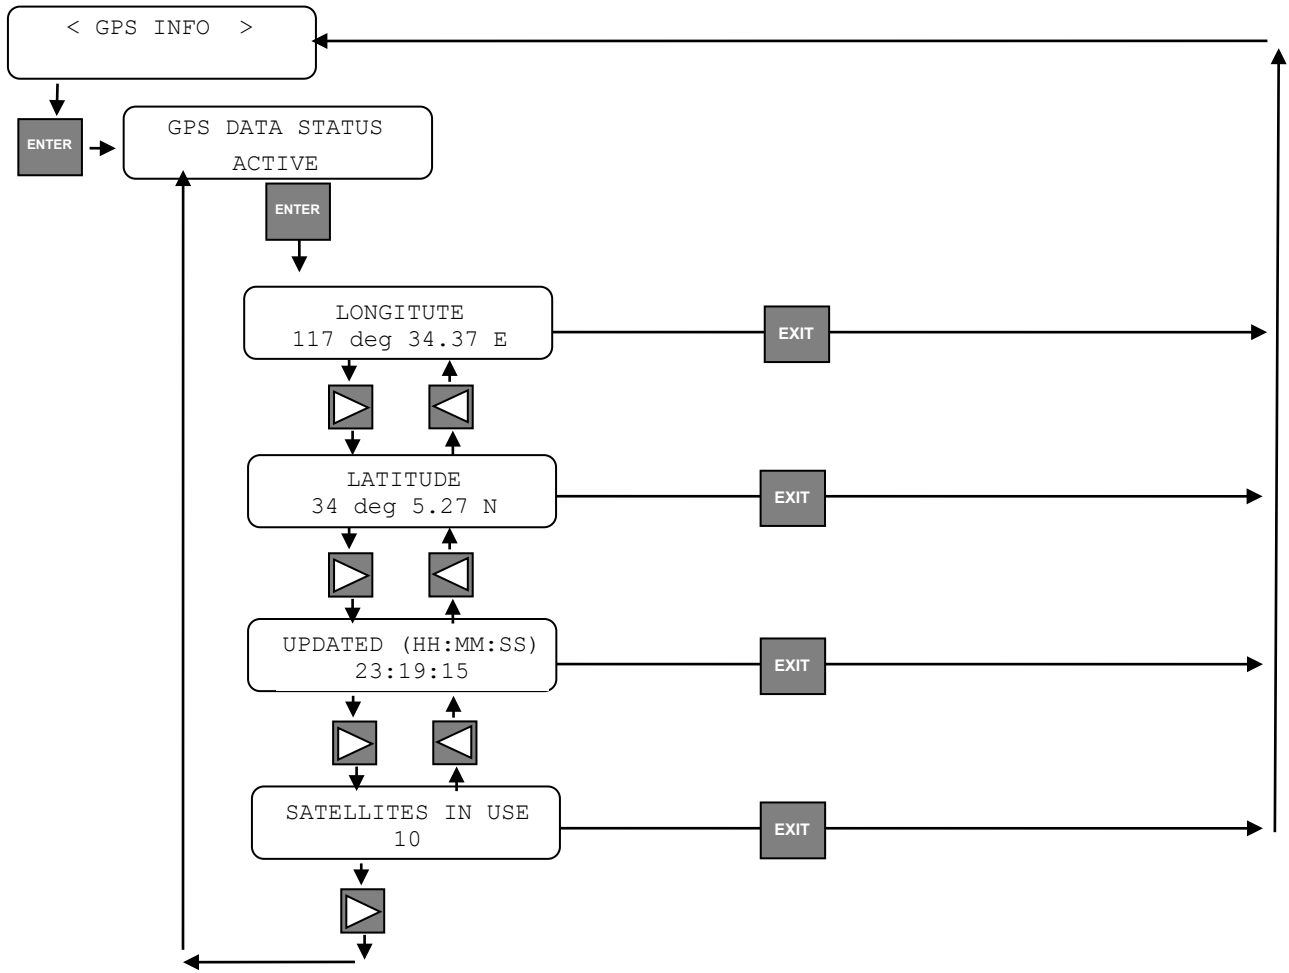 < GPS INFO >
ENTER
GPS DATA STATUS
ACTIVE
ENTER
LONGITUTE
117 deg 34.37 E
EXIT
LATITUDE
34 deg 5.27 N
EXIT
UPDATED (HH:MM:SS)
23:19:15
EXIT
SATELLITES IN USE
10
EXIT